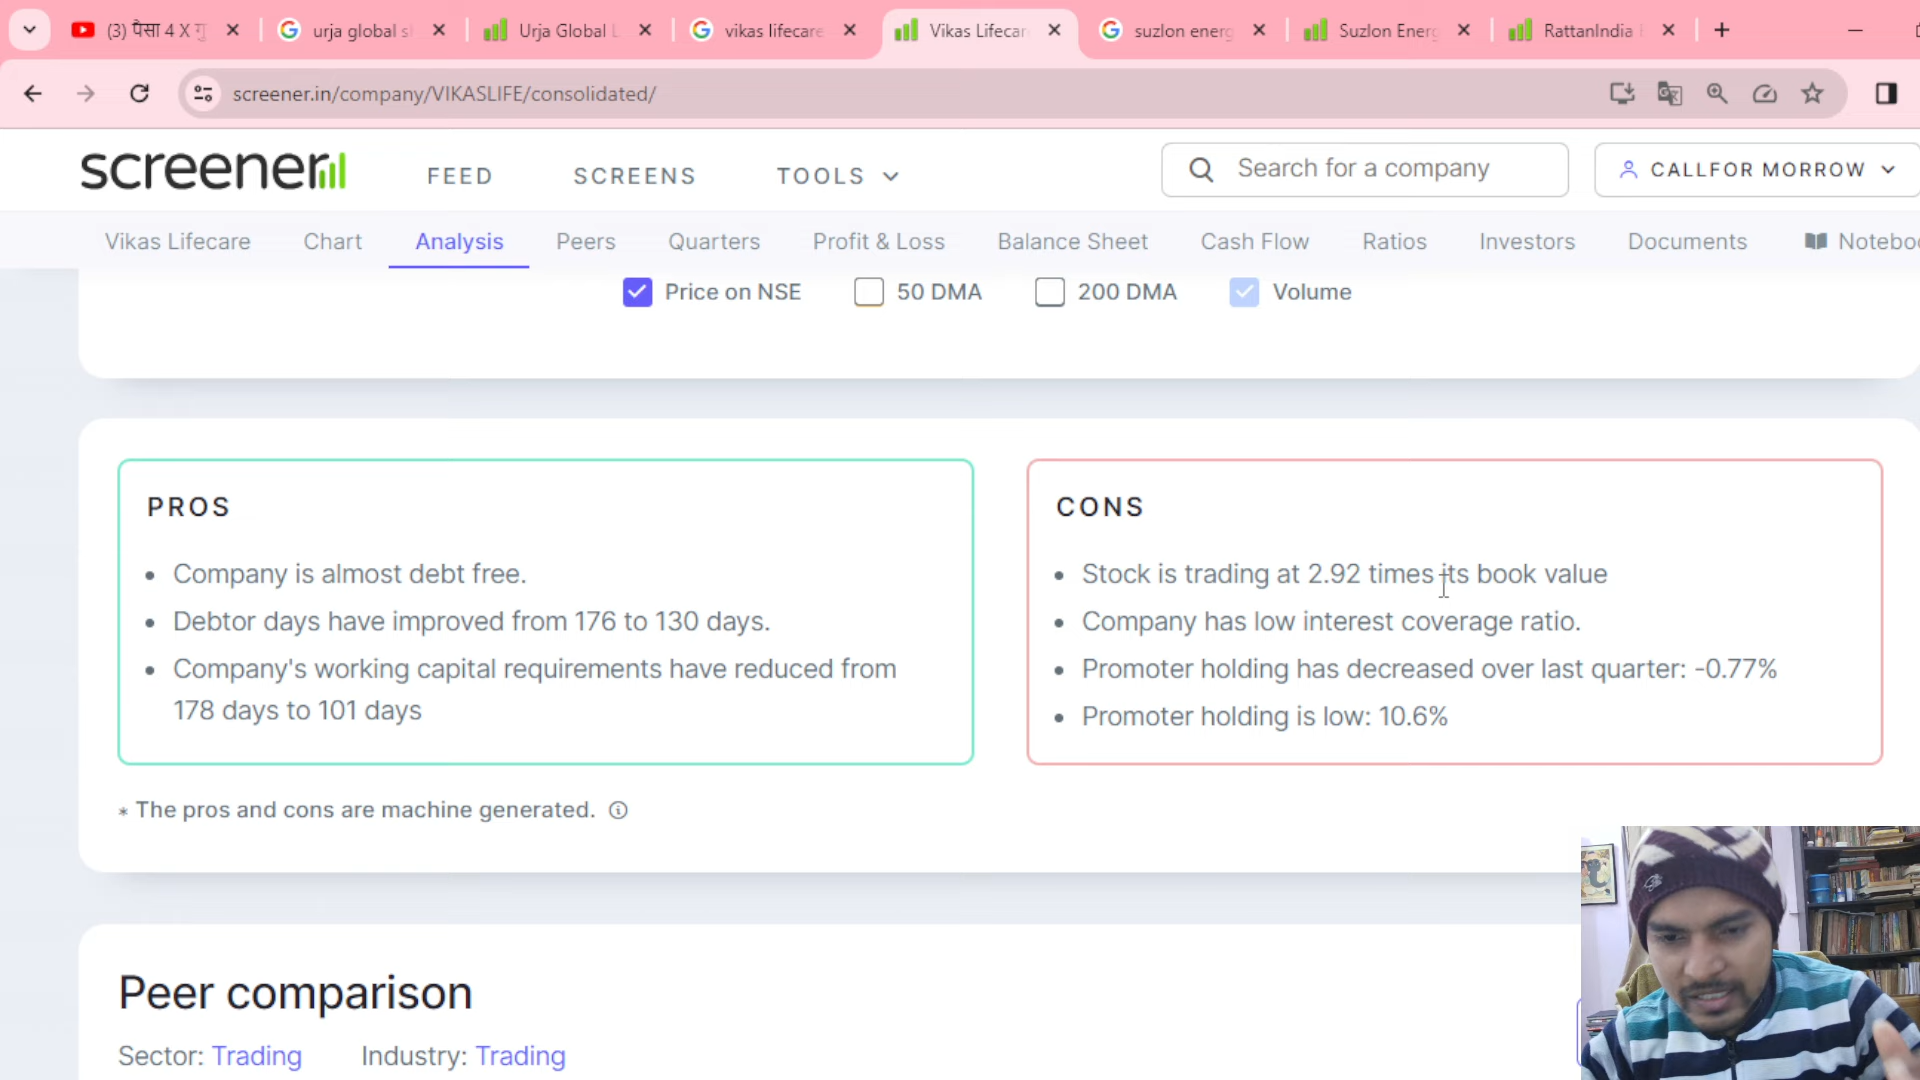 (3) पैसा 4 X गु
urja global s
Urja Global L
vikas lifecare
Vikas Lifecar
suzlon energ
Suzlon Energ
RattanIndia
screener.in/company/VIKASLIFE/consolidated/
screener
FEED
SCREENS
TOOLS
Search for a company
CALLFOR MORROW
Vikas Lifecare
Chart
Analysis
Peers
Quarters
Profit & Loss
Balance Sheet
Cash Flow
Ratios
Investors
Documents
Noteboo
Price on NSE
50 DMA
200 DMA
Volume
PROS
• Company is almost debt free.
• Debtor days have improved from 176 to 130 days.
• Company's working capital requirements have reduced from
178 days to 101 days
CONS
• Stock is trading at 2.92 times its book value
• Company has low interest coverage ratio.
• Promoter holding has decreased over last quarter: -0.77%
• Promoter holding is low: 10.6%
* The pros and cons are machine generated.
Peer comparison
Sector: Trading
Industry: Trading